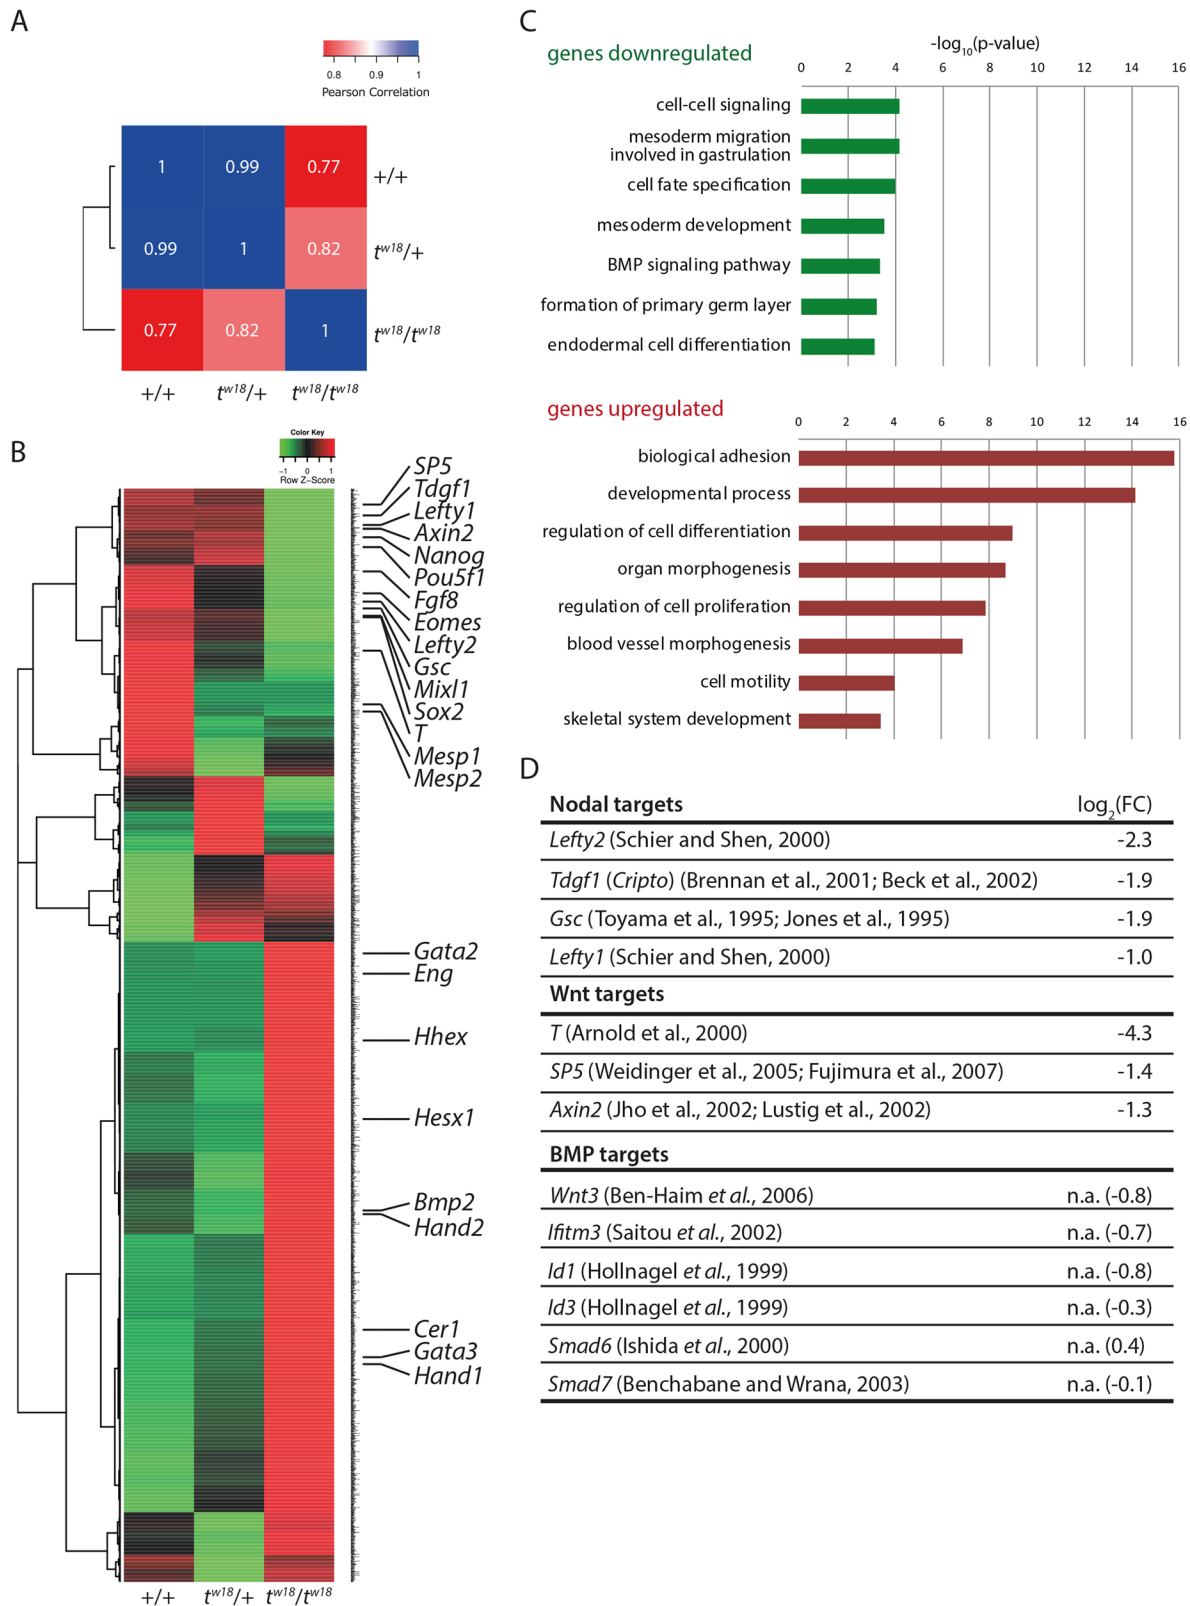 A
0.8 0.9 1
Pearson Correlation
1 0.99 0.77 +/+
0.99 1 0.82 tw18/+
0.77 0.82 1 tw18/tw18
+/+ tw18/+ tw18/tw18
B
Color Key
−1 0 1
Row Z−Score
SP5
Tdgf1
Lefty1
Axin2
Nanog
Pou5f1
Fgf8
Eomes
Lefty2
Gsc
Mixl1
Sox2
T
Mesp1
Mesp2
Gata2
Eng
Hhex
Hesx1
Bmp2
Hand2
Cer1
Gata3
Hand1
+/+ tw18/+ tw18/tw18
C
genes downregulated
-log10(p-value)
0 2 4 6 8 10 12 14 16
cell-cell signaling
mesoderm migration
involved in gastrulation
cell fate specification
mesoderm development
BMP signaling pathway
formation of primary germ layer
endodermal cell differentiation
genes upregulated
0 2 4 6 8 10 12 14 16
biological adhesion
developmental process
regulation of cell differentiation
organ morphogenesis
regulation of cell proliferation
blood vessel morphogenesis
cell motility
skeletal system development
D
Nodal targets log2(FC)
Lefty2 (Schier and Shen, 2000) -2.3
Tdgf1 (Cripto) (Brennan et al., 2001; Beck et al., 2002) -1.9
Gsc (Toyama et al., 1995; Jones et al., 1995) -1.9
Lefty1 (Schier and Shen, 2000) -1.0
Wnt targets
T (Arnold et al., 2000) -4.3
SP5 (Weidinger et al., 2005; Fujimura et al., 2007) -1.4
Axin2 (Jho et al., 2002; Lustig et al., 2002) -1.3
BMP targets
Wnt3 (Ben-Haim et al., 2006) n.a. (-0.8)
Ifitm3 (Saitou et al., 2002) n.a. (-0.7)
Id1 (Hollnagel et al., 1999) n.a. (-0.8)
Id3 (Hollnagel et al., 1999) n.a. (-0.3)
Smad6 (Ishida et al., 2000) n.a. (0.4)
Smad7 (Benchabane and Wrana, 2003) n.a. (-0.1)